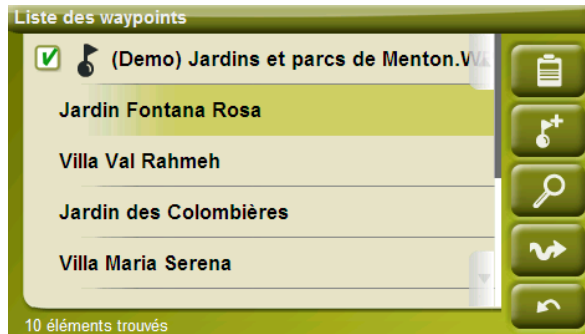 Liste des waypoints
(Demo) Jardins et parcs de Menton.W
Jardin Fontana Rosa
Villa Val Rahmeh
Jardin des Colombières
Villa Maria Serena
10 éléments trouvés